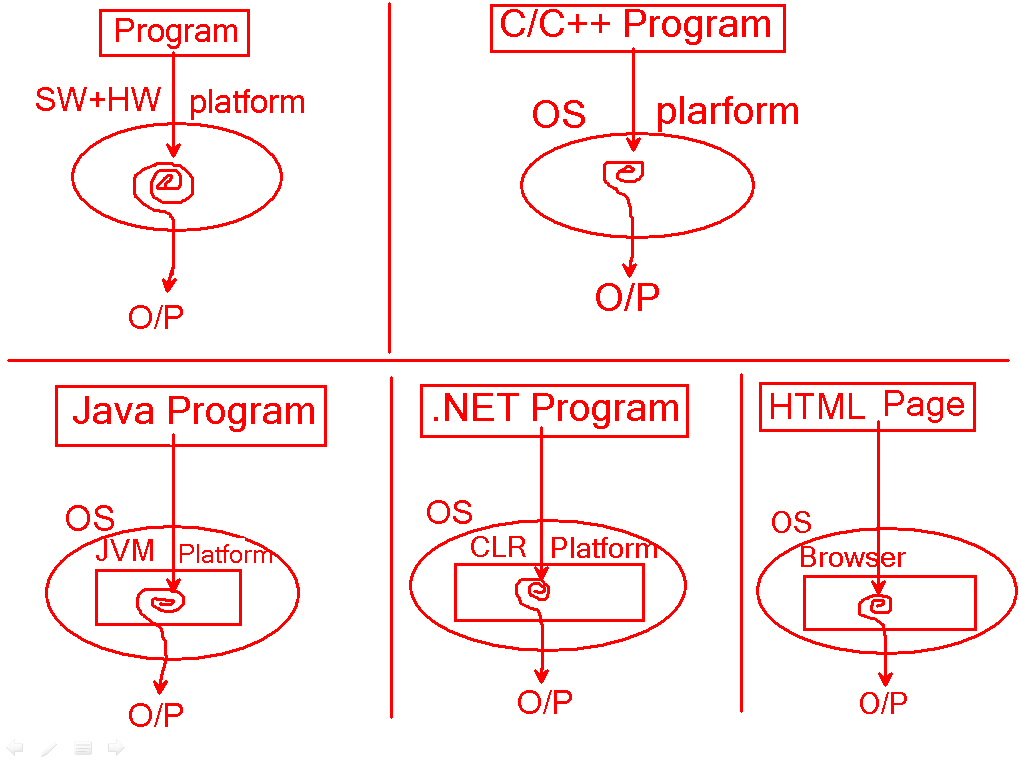 Program
SW+HW platform
O/P
C/C++ Program
OS plarform
O/P
Java Program
OS
JVM Platform
O/P
.NET Program
OS
CLR Platform
O/P
HTML Page
OS
Browser
O/P